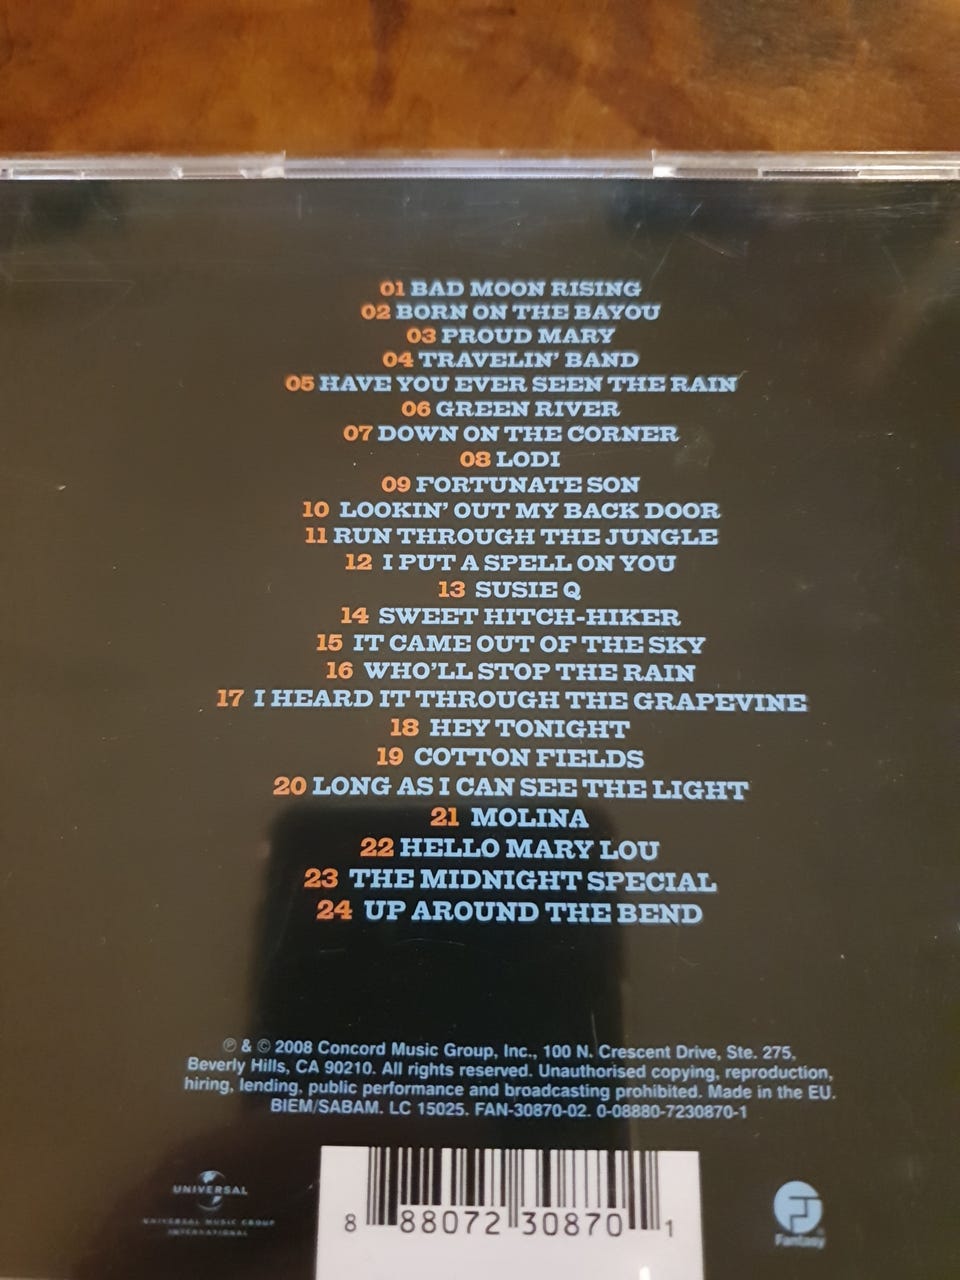 01 BAD MOON RISING
02 BORN ON THE BAYOU
03 PROUD MARY
04 TRAVELIN' BAND
05 HAVE YOU EVER SEEN THE RAIN
06 GREEN RIVER
07 DOWN ON THE CORNER
08 LODI
09 FORTUNATE SON
10 LOOKIN' OUT MY BACK DOOR
11 RUN THROUGH THE JUNGLE
12 I PUT A SPELL ON YOU
13 SUSIE Q
14 SWEET HITCH-HIKER
15 IT CAME OUT OF THE SKY
16 WHO'LL STOP THE RAIN
17 I HEARD IT THROUGH THE GRAPEVINE
18 HEY TONIGHT
19 COTTON FIELDS
20 LONG AS I CAN SEE THE LIGHT
21 MOLINA
22 HELLO MARY LOU
23 THE MIDNIGHT SPECIAL
24 UP AROUND THE BEND
℗ & © 2008 Concord Music Group, Inc., 100 N. Crescent Drive, Ste. 275,
Beverly Hills, CA 90210. All rights reserved. Unauthorised copying, reproduction,
hiring, lending, public performance and broadcasting prohibited. Made in the EU.
BIEM/SABAM. LC 15025. FAN-30870-02. 0-08880-7230870-1
UNIVERSAL
UNIVERSAL MUSIC GROUP
INTERNATIONAL
8 88072 30870 1
Fantasy